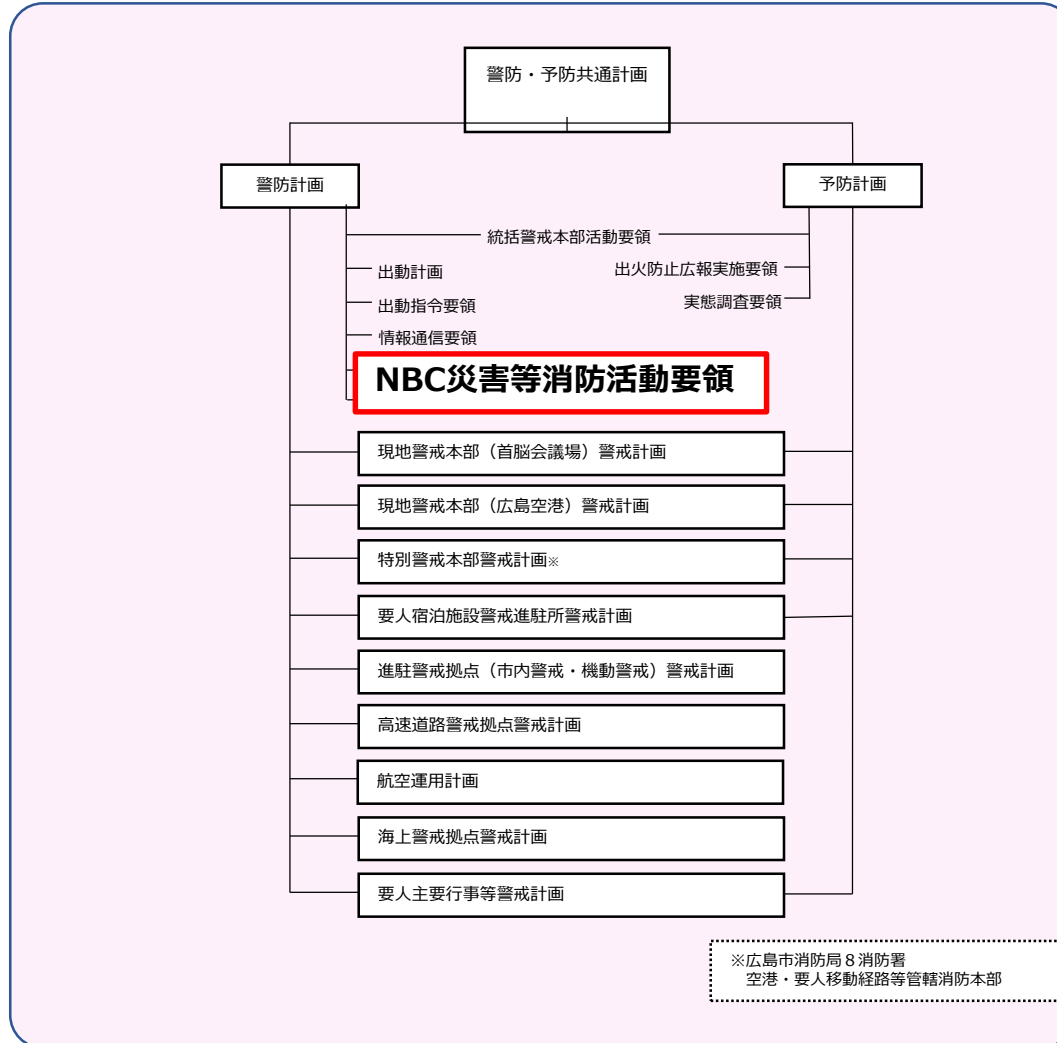 警防・予防共通計画
警防計画
予防計画
統括警戒本部活動要領
出動計画
出火防止広報実施要領
出動指令要領
実態調査要領
情報通信要領
NBC災害等消防活動要領
現地警戒本部（首脳会議場）警戒計画
現地警戒本部（広島空港）警戒計画
特別警戒本部警戒計画※
要人宿泊施設警戒進駐所警戒計画
進駐警戒拠点（市内警戒・機動警戒）警戒計画
高速道路警戒拠点警戒計画
航空運用計画
海上警戒拠点警戒計画
要人主要行事等警戒計画
※広島市消防局８消防署
空港・要人移動経路等管轄消防本部